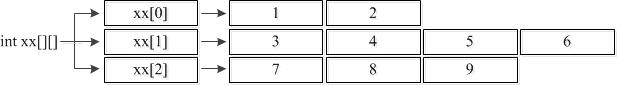 xx[0] 1 2
int xx[][] xx[1] 3 4 5 6
xx[2] 7 8 9